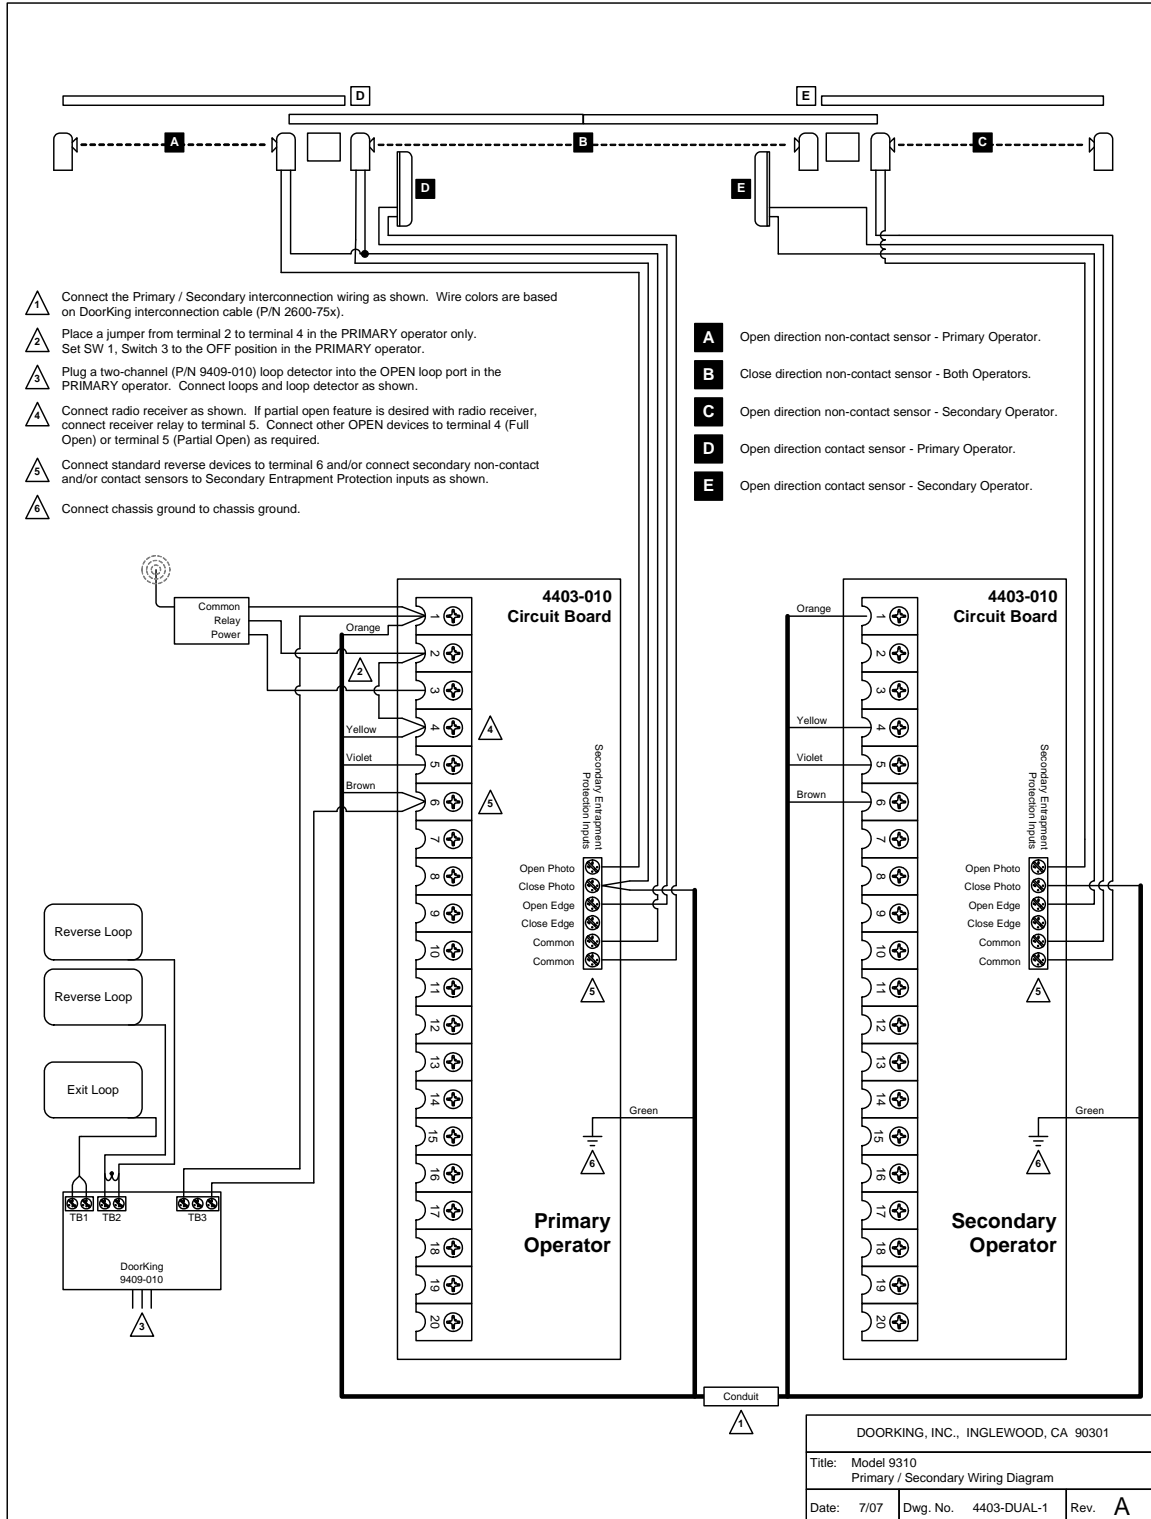 D
E
A
B
C
D
E
1
Connect the Primary / Secondary interconnection wiring as shown. Wire colors are based
on DoorKing interconnection cable (P/N 2600-75x).
2
Place a jumper from terminal 2 to terminal 4 in the PRIMARY operator only.
Set SW 1, Switch 3 to the OFF position in the PRIMARY operator.
3
Plug a two-channel (P/N 9409-010) loop detector into the OPEN loop port in the
PRIMARY operator. Connect loops and loop detector as shown.
4
Connect radio receiver as shown. If partial open feature is desired with radio receiver,
connect receiver relay to terminal 5. Connect other OPEN devices to terminal 4 (Full
Open) or terminal 5 (Partial Open) as required.
5
Connect standard reverse devices to terminal 6 and/or connect secondary non-contact
and/or contact sensors to Secondary Entrapment Protection inputs as shown.
6
Connect chassis ground to chassis ground.
A
Open direction non-contact sensor - Primary Operator.
B
Close direction non-contact sensor - Both Operators.
C
Open direction non-contact sensor - Secondary Operator.
D
Open direction contact sensor - Primary Operator.
E
Open direction contact sensor - Secondary Operator.
Common
Relay
Power
Orange
2
Yellow
Violet
Brown
4403-010
Circuit Board
1
2
3
4
5
6
7
8
9
10
11
12
13
14
15
16
17
18
19
20
4
5
Secondary Entrapment
Protection Inputs
Open Photo
Close Photo
Open Edge
Close Edge
Common
Common
5
Green
6
Primary
Operator
Reverse Loop
Reverse Loop
Exit Loop
TB1
TB2
TB3
DoorKing
9409-010
3
Orange
Yellow
Violet
Brown
4403-010
Circuit Board
1
2
3
4
5
6
7
8
9
10
11
12
13
14
15
16
17
18
19
20
Secondary Entrapment
Protection Inputs
Open Photo
Close Photo
Open Edge
Close Edge
Common
Common
5
Green
6
Secondary
Operator
Conduit
1
DOORKING, INC., INGLEWOOD, CA 90301
Title: Model 9310
Primary / Secondary Wiring Diagram
Date: 7/07 Dwg. No. 4403-DUAL-1 Rev. A